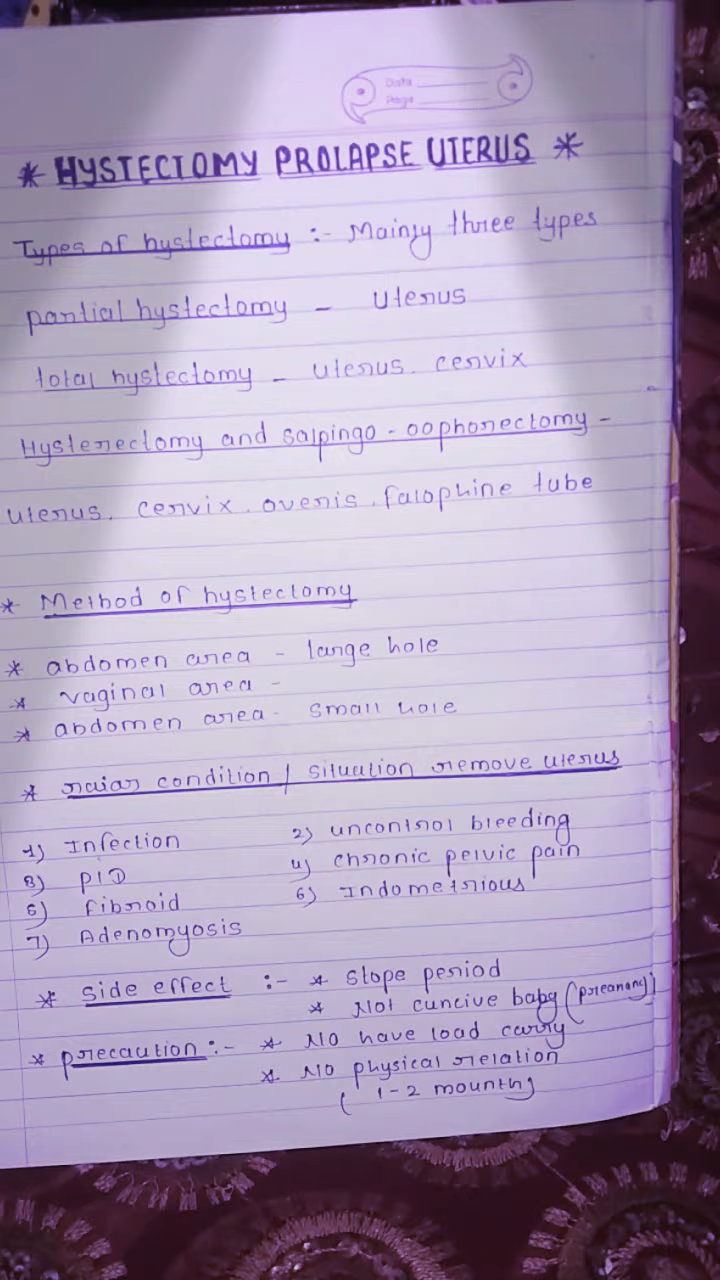 Date
Page
* HYSTECTOMY PROLAPSE UTERUS *
Types of hystectomy :- Mainly three types
partial hystectomy - Uterus
total hystectomy - Uterus. cervix
Hysterectomy and salpingo - oophorectomy -
Uterus. cervix. overis. falophine tube
* Method of hystectomy
* abdomen area - large hole
* vaginal area -
* abdomen area - small hole
* condition / situation remove uterus
1) Infection 2) uncontrol bleeding
3) PID 4) chronic pelvic pain
5) fibroid 6) Indometrious
7) Adenomyosis
* side effect :- * stope period
* Not cuncive baby
* precaution :- * NO have load carry
* NO physical relation
( 1-2 mounth)